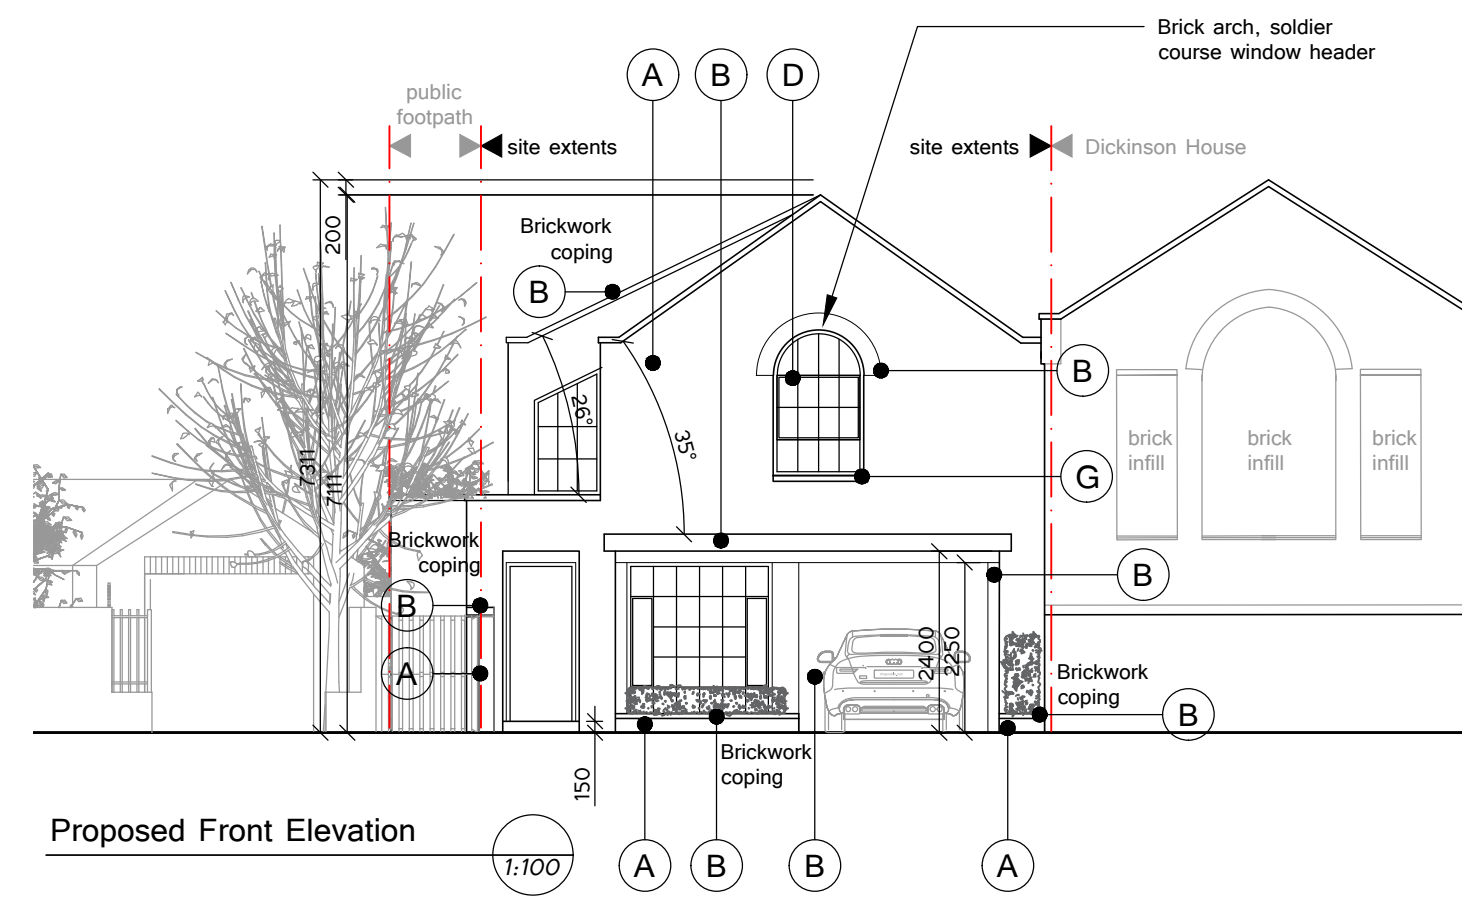 Brick arch, soldier
course window header
A
B
D
public
footpath
site extents
site extents
Dickinson House
200
Brickwork
coping
B
B
26°
35°
7311
7111
brick
infill
brick
infill
brick
infill
G
Brickwork
coping
B
B
A
2400
2250
Brickwork
coping
B
150
Brickwork
coping
Proposed Front Elevation
1:100
A
B
B
A